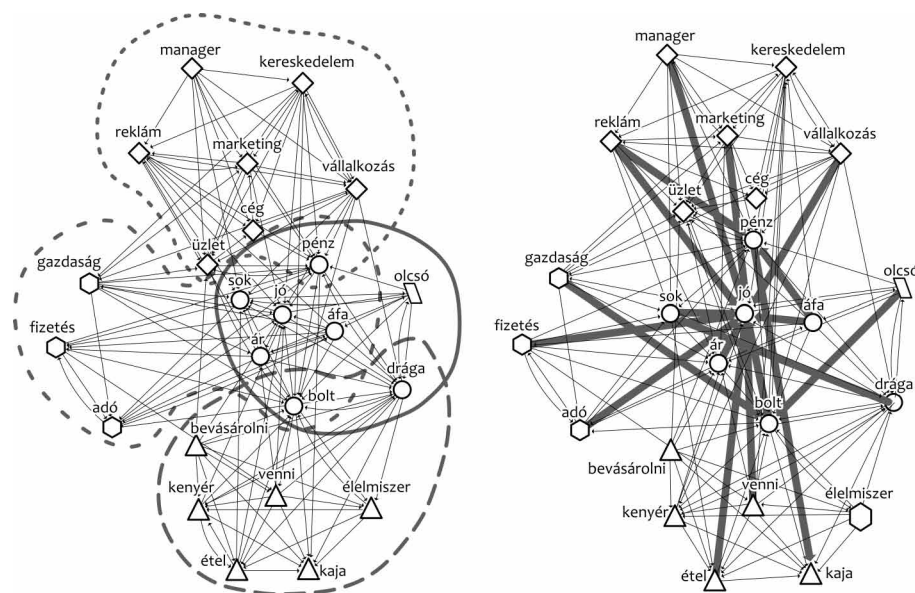 manager
kereskedelem
reklám
marketing
vállalkozás
cég
üzlet
pénz
gazdaság
olcsó
sok
jó
áfa
fizetés
ár
drága
adó
bolt
bevásárolni
venni
kenyér
élelmiszer
étel
kaja
manager
kereskedelem
reklám
marketing
vállalkozás
cég
üzlet
pénz
gazdaság
olcsó
sok
jó
áfa
fizetés
ár
drága
adó
bolt
bevásárolni
venni
élelmiszer
kenyér
étel
kaja